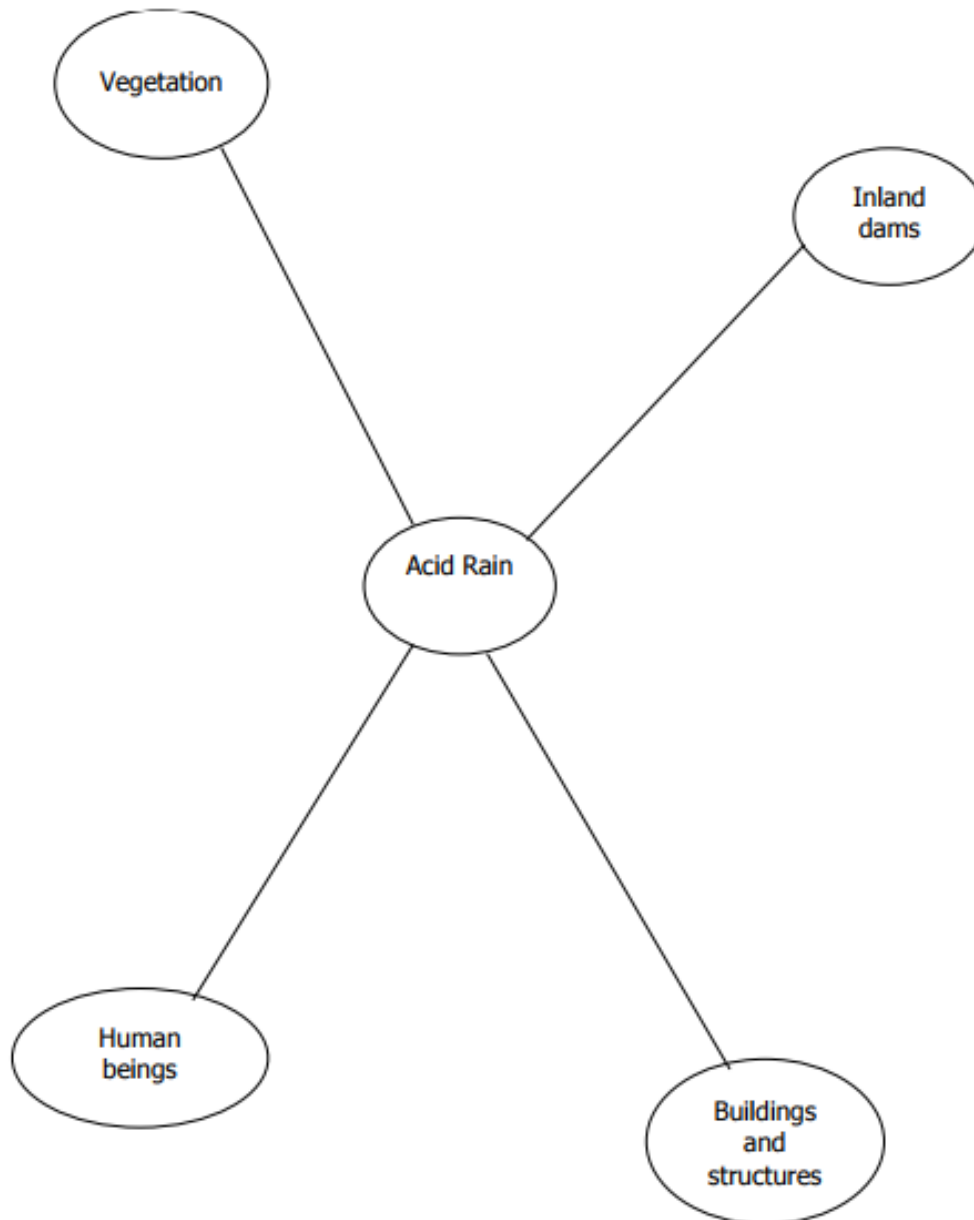 Vegetation
Inland
dams
Acid Rain
Human
beings
Buildings
and
structures